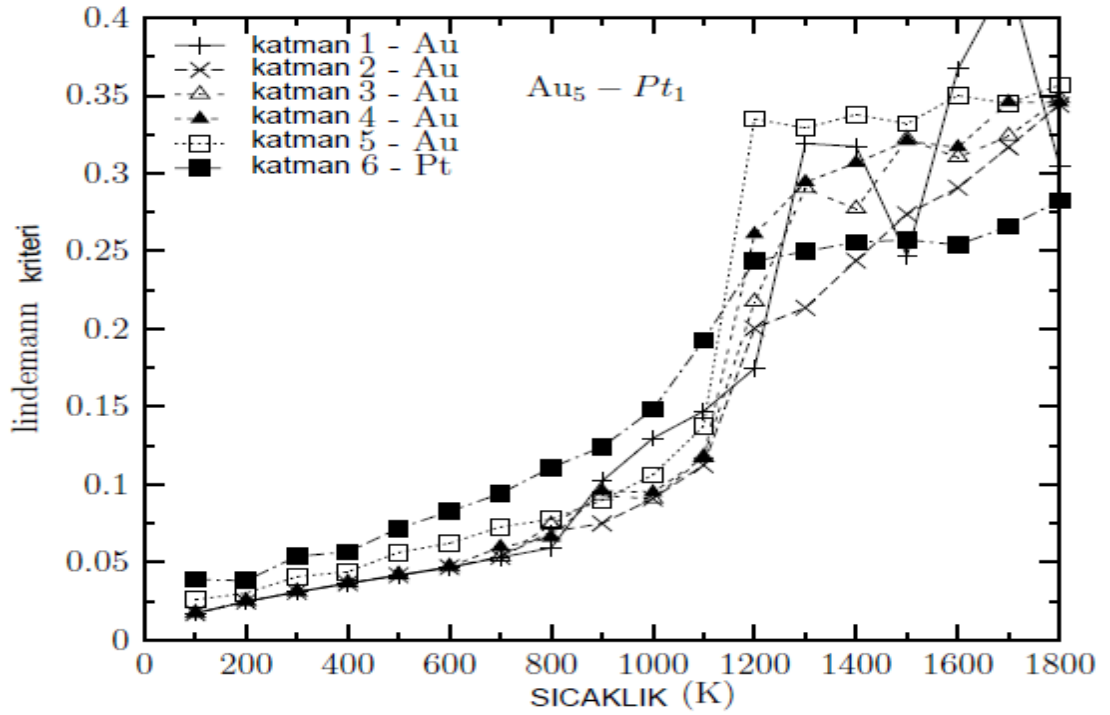 0.4
0.35
0.3
0.25
0.2
0.15
0.1
0.05
0
katman 1 - Au
katman 2 - Au
katman 3 - Au
katman 4 - Au
katman 5 - Au
katman 6 - Pt
Au₅ − Pt₁
lindemann kriteri
0 200 400 600 800 1000 1200 1400 1600 1800
SICAKLIK (K)